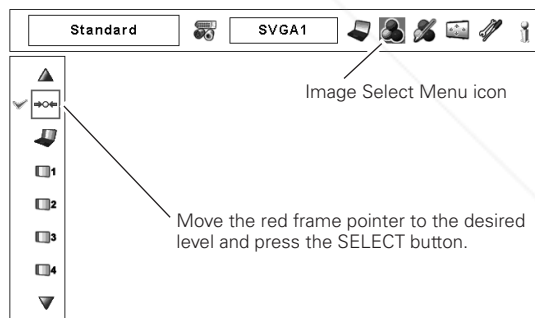 Standard
SVGA1
Image Select Menu icon
Move the red frame pointer to the desired
level and press the SELECT button.
1
2
3
4